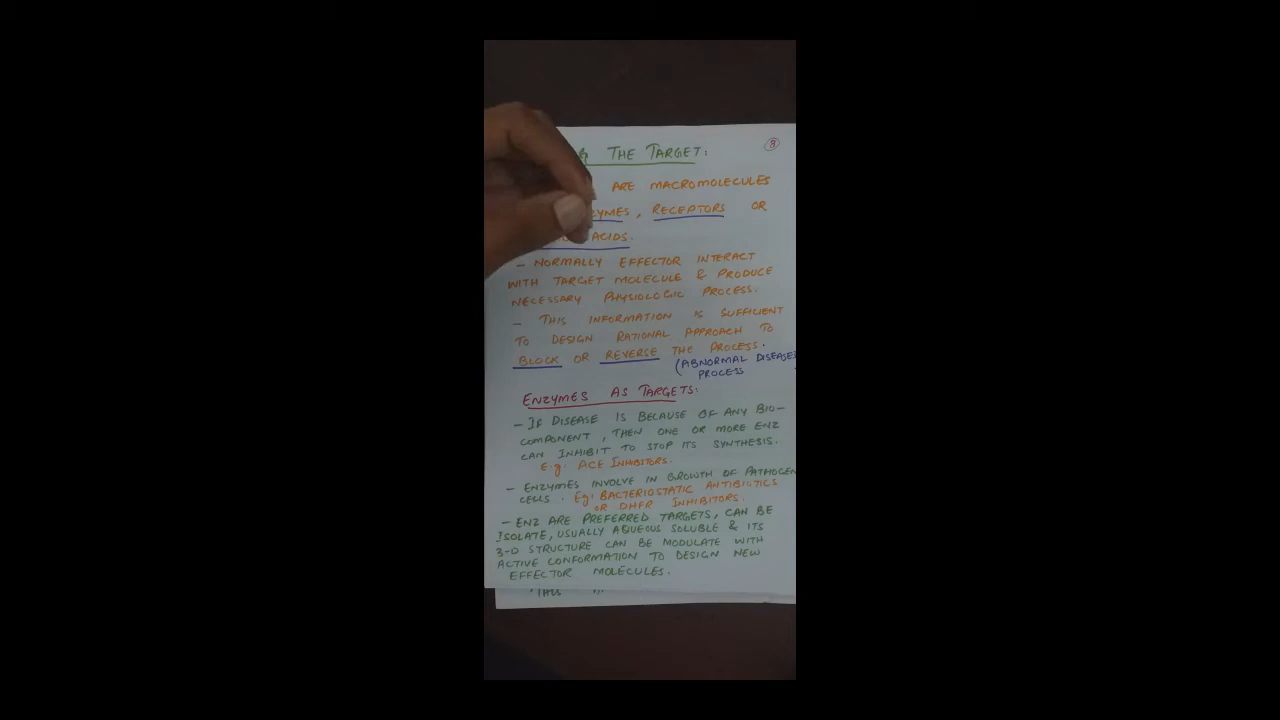 THE TARGET:
8
ARE MACROMOLECULES
ZYMES, RECEPTORS OR
ACIDS.
- NORMALLY EFFECTOR INTERACT
WITH TARGET MOLECULE & PRODUCE
NECESSARY PHYSIOLOGIC PROCESS.
- THIS INFORMATION IS SUFFICIENT
TO DESIGN RATIONAL APPROACH TO
BLOCK OR REVERSE THE PROCESS.
(ABNORMAL DISEASE
PROCESS
ENZYMES AS TARGETS:
- IF DISEASE IS BECAUSE OF ANY BIO-
COMPONENT, THEN ONE OR MORE ENZ
CAN INHIBIT TO STOP ITS SYNTHESIS.
E.g: ACE INHIBITORS.
- ENZYMES INVOLVE IN GROWTH OF PATHOGEN
CELLS. Eg: BACTERIOSTATIC ANTIBIOTICS
OR DHFR INHIBITORS.
- ENZ ARE PREFERRED TARGETS, CAN BE
ISOLATE, USUALLY AQUEOUS SOLUBLE & ITS
3-D STRUCTURE CAN BE MODULATE WITH
ACTIVE CONFORMATION TO DESIGN NEW
EFFECTOR MOLECULES.